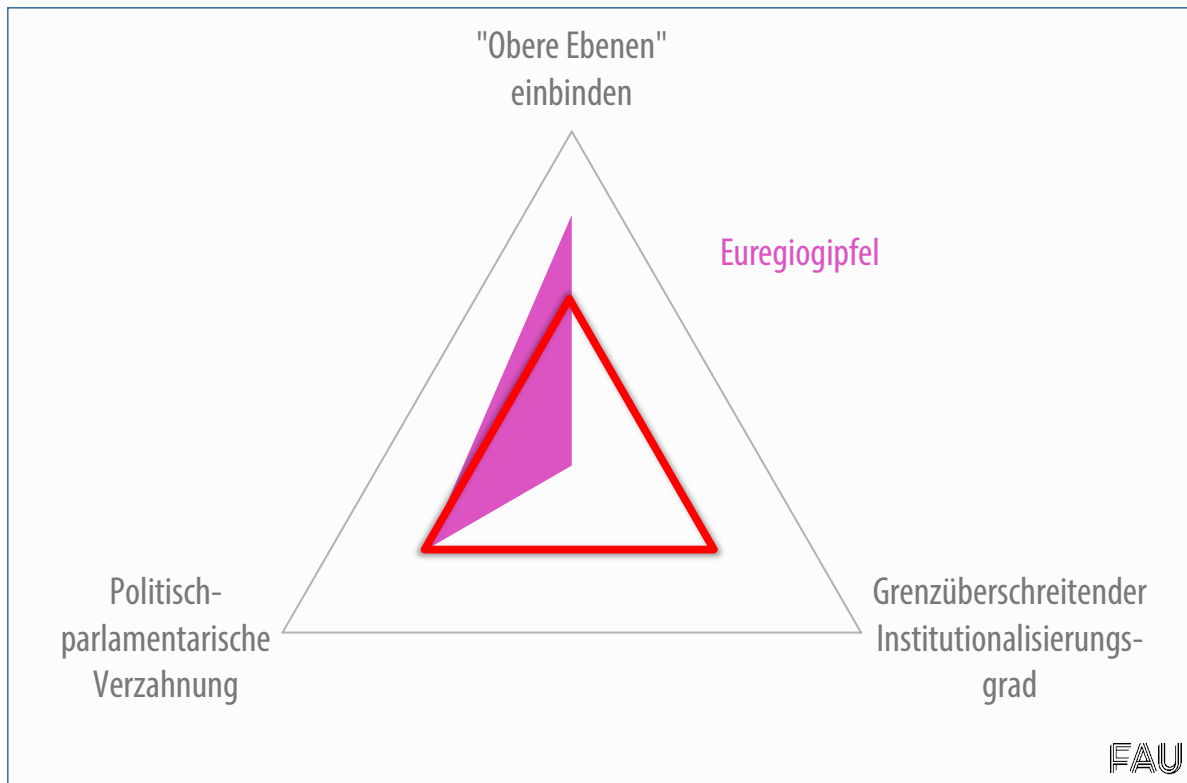 "Obere Ebenen"
einbinden
Euregiogipfel
Politisch-
parlamentarische
Verzahnung
Grenzüberschreitender
Institutionalisierungs-
grad
FAU